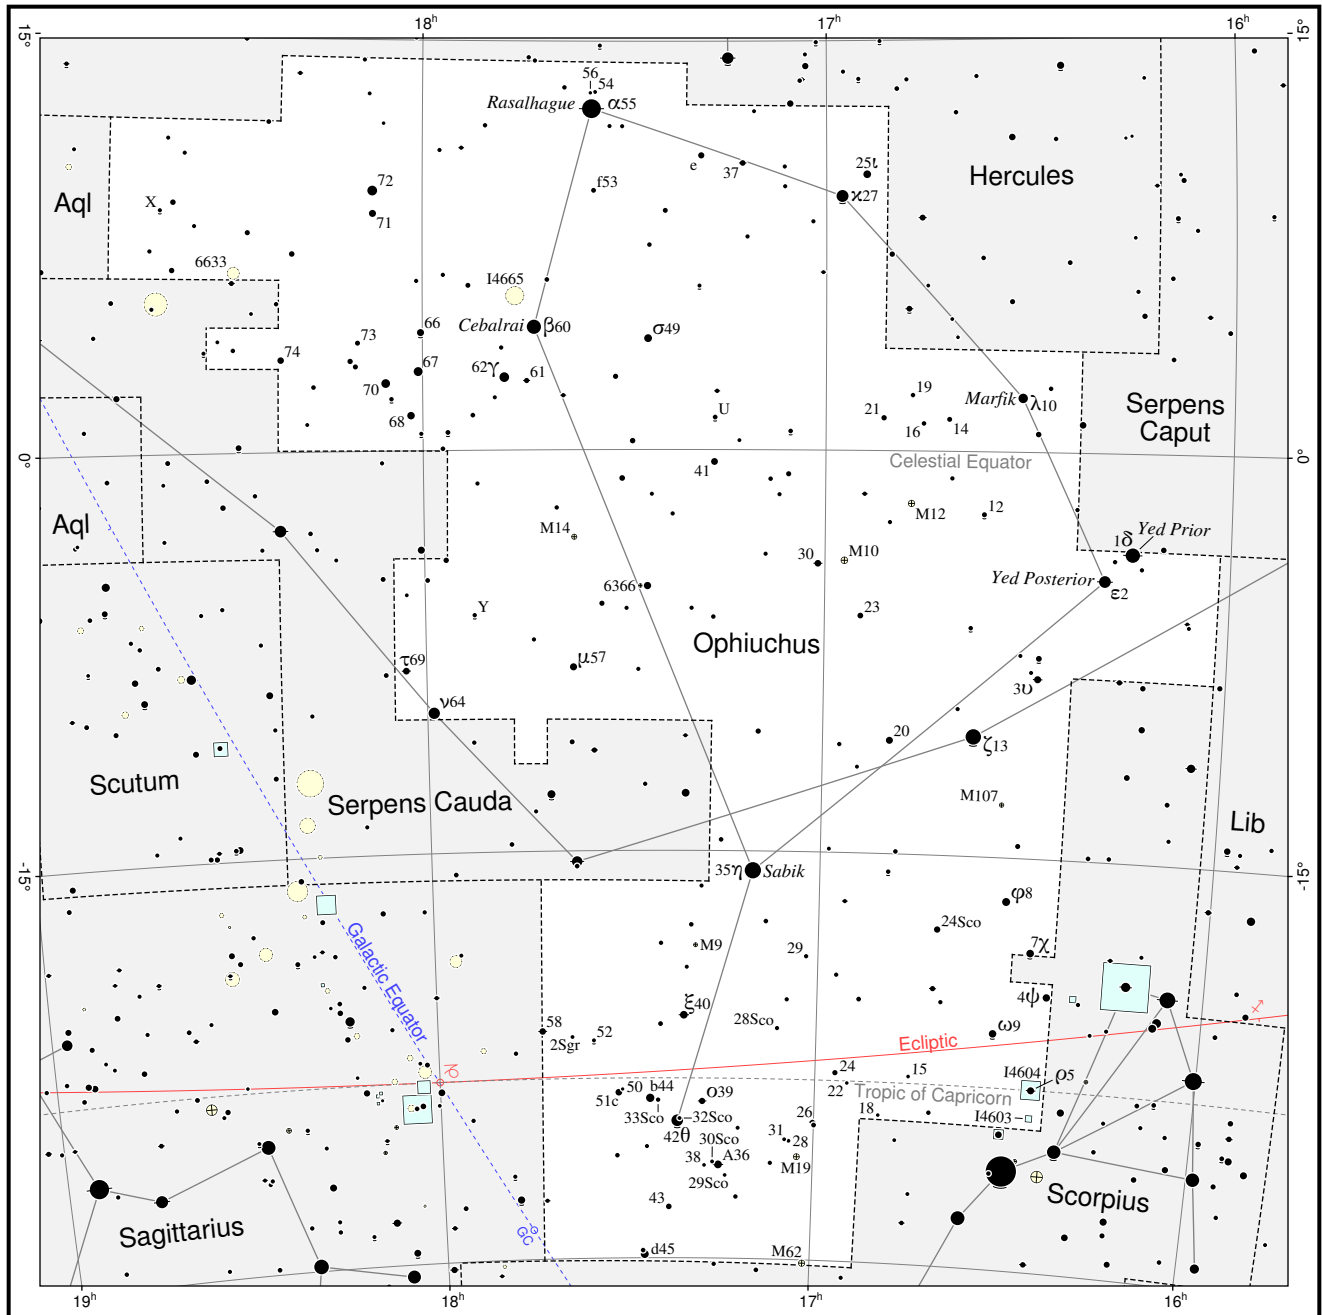 18h
17h
16h
15°
15°
56
54
Rasalhague
α55
e
37
25ι
Hercules
ϰ27
72
f53
Aql
X
71
6633
I4665
66
Cebalrai
β60
σ49
73
74
67
62γ
61
70
19
Marfik
λ10
Serpens
Caput
68
U
21
16
14
0°
41
Celestial Equator
0°
M12
12
Aql
M14
1δ
Yed Prior
30
M10
6366
Yed Posterior
ε2
Y
23
Ophiuchus
τ69
μ57
3υ
ν64
20
ζ13
Scutum
Serpens Cauda
M107
Lib
-15°
35η
Sabik
-15°
φ8
24Sco
Galactic Equator
M9
29
7χ
ξ40
4ψ
58
2Sgr
52
28Sco
ω9
Ecliptic
♐
♑
24
15
I4604
ρ5
50
b44
ο39
22
Tropic of Capricorn
51c
33Sco
32Sco
26
18
I4603
42θ
30Sco
31
28
38
A36
M19
29Sco
43
Scorpius
Sagittarius
GC
d45
M62
19h
18h
17h
16h